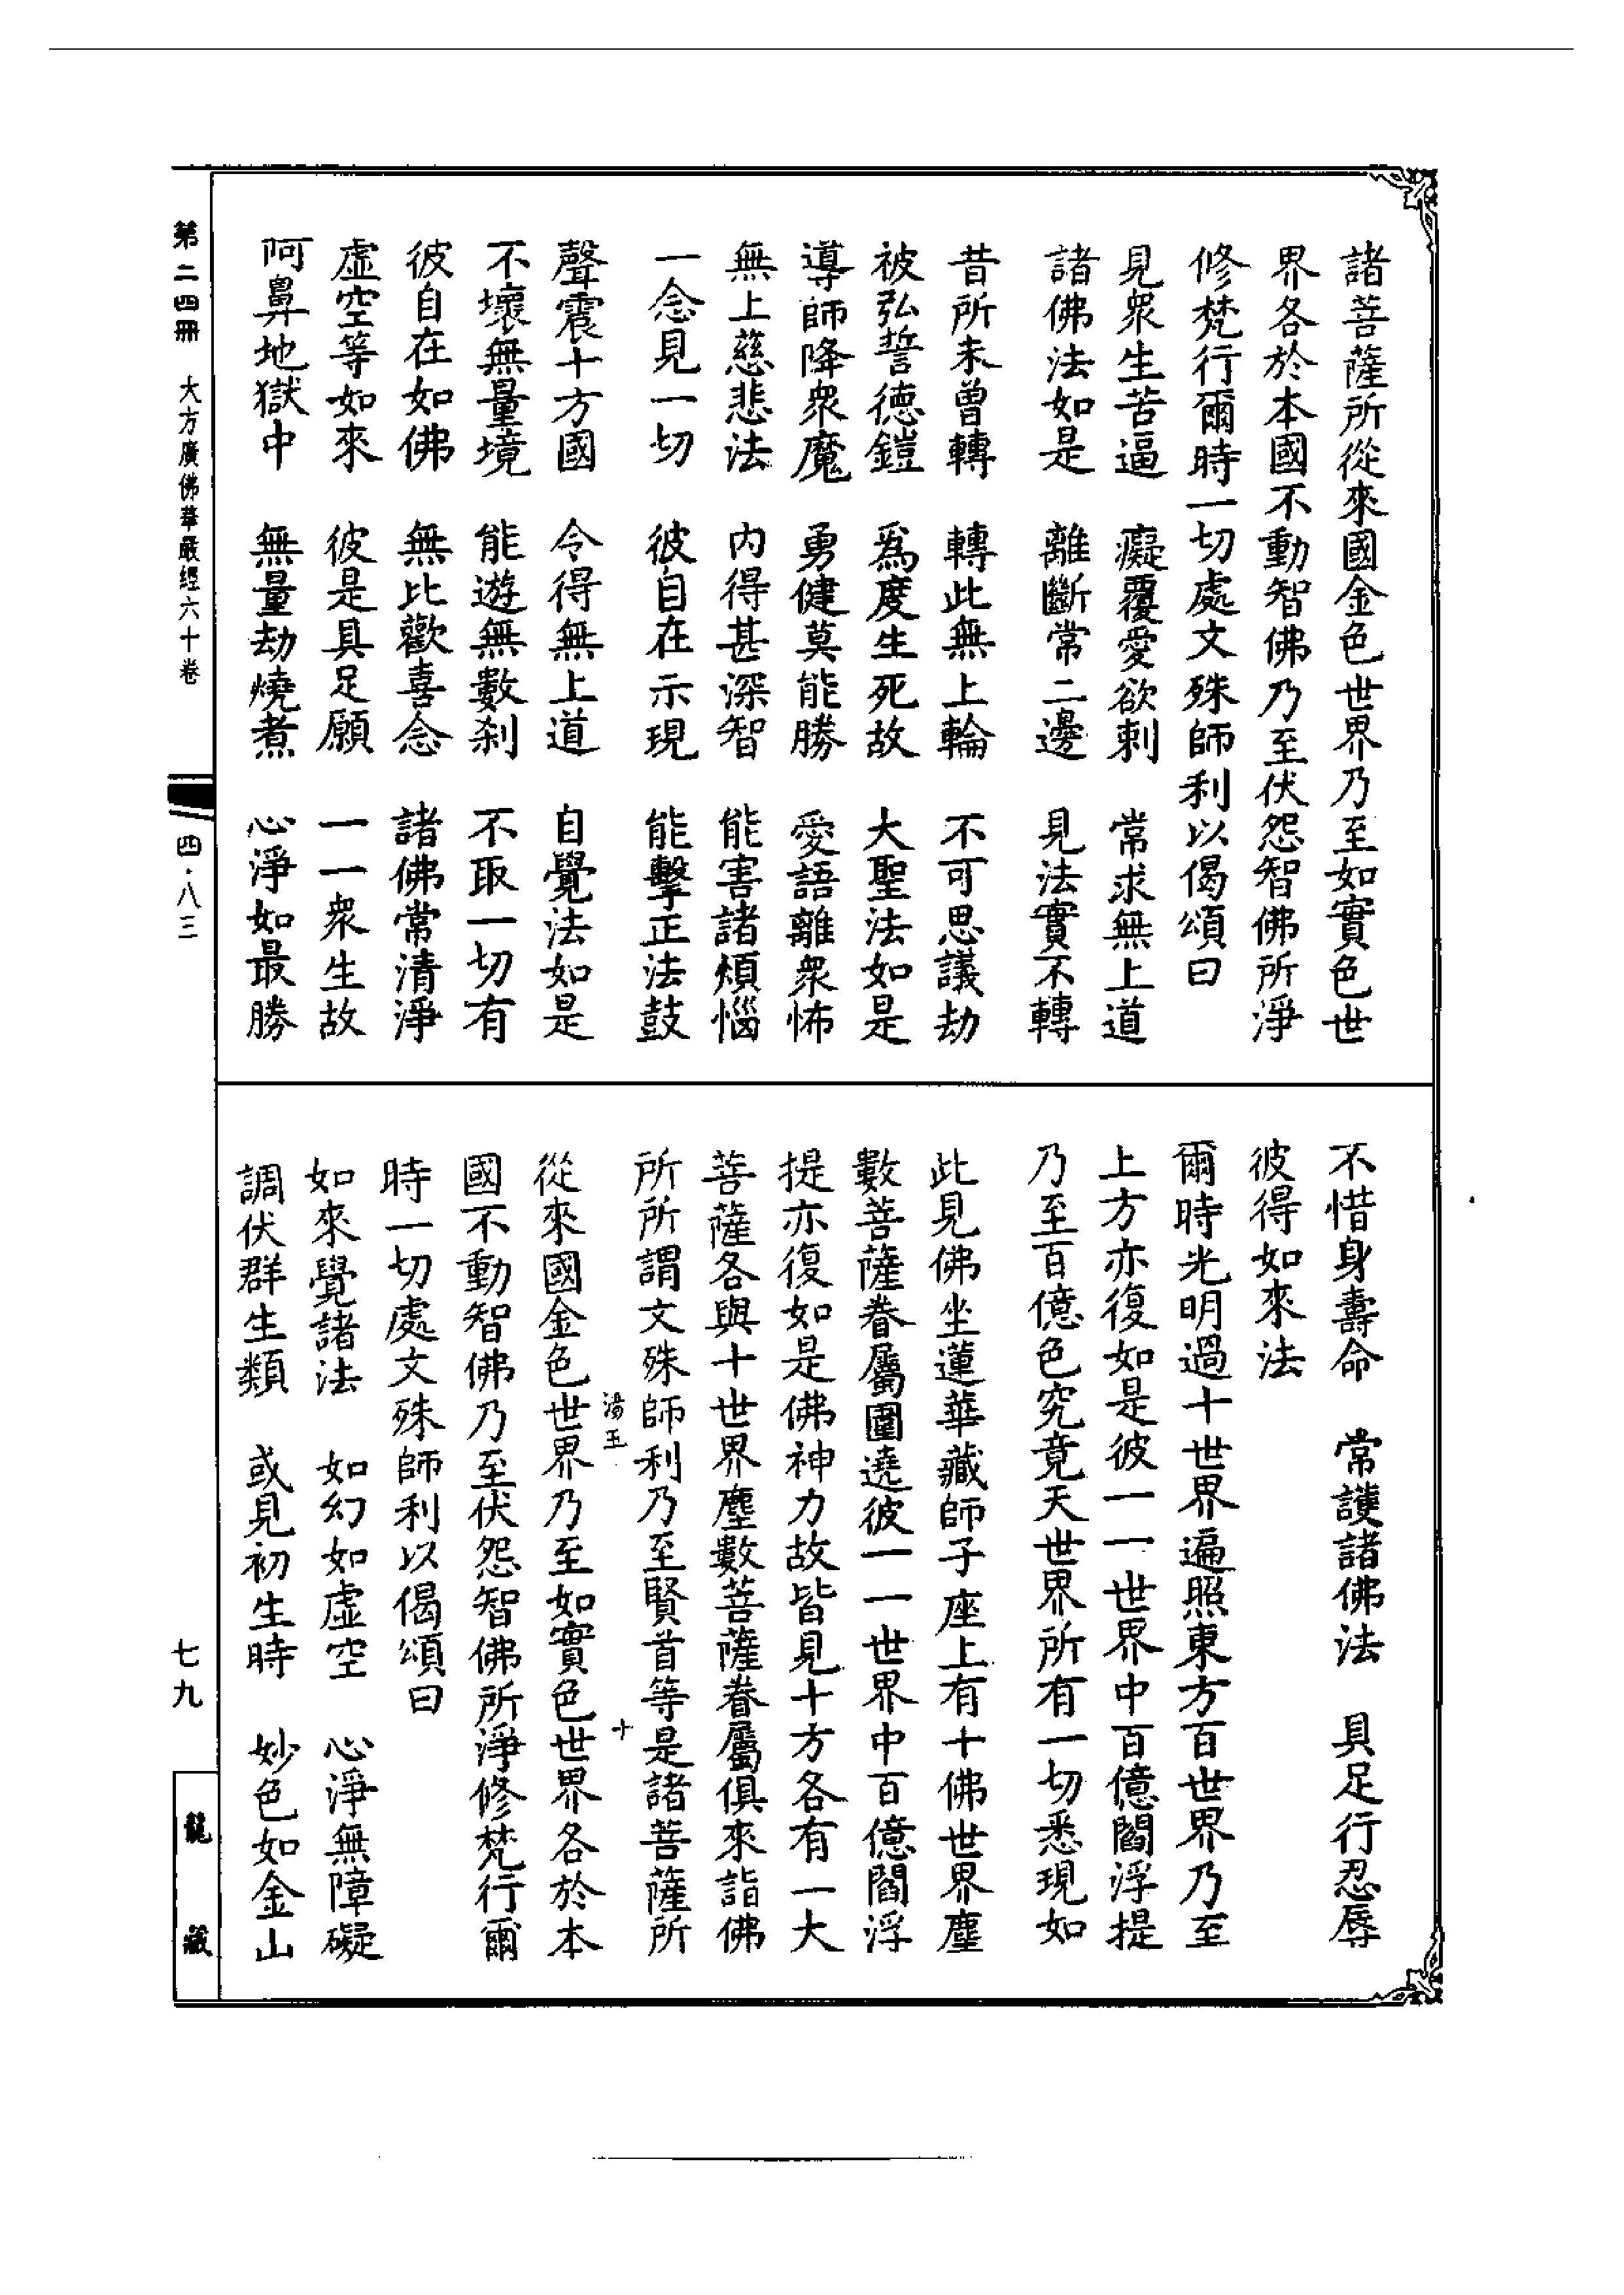 諸菩薩所從來國金色世界乃至如實色世
界各於本國不動智佛乃至伏怨智佛所淨
修梵行爾時一切處文殊師利以偈頌曰
見衆生苦逼　癡覆愛欲刺　常求無上道
諸佛法如是　離斷常二邊　見法實不轉
昔所未曾轉　轉此無上輪　不可思議劫
被弘誓德鎧　爲度生死故　大聖法如是
導師降衆魔　勇健莫能勝　愛語離衆怖
無上慈悲法　内得甚深智　能害諸煩惱
一念見一切　彼自在示現　能擊正法鼓
聲震十方國　令得無上道　自覺法如是
不壞無量境　能遊無數刹　不取一切有
彼自在如佛　無比歡喜念　諸佛常清淨
虛空等如來　彼是具足願　一一衆生故
阿鼻地獄中　無量劫燒煮　心淨如最勝
不惜身壽命　常護諸佛法　具足行忍辱
彼得如來法
爾時光明過十世界遍照東方百世界乃至
上方亦復如是彼一一世界中百億閻浮提
乃至百億色究竟天世界所有一切悉現如
此見佛坐蓮華藏師子座上有十佛世界塵
數菩薩眷屬圍遶彼一一世界中百億閻浮
提亦復如是佛神力故皆見十方各有一大
菩薩各與十世界塵數菩薩眷屬俱來詣佛
所所謂文殊師利乃至賢首等是諸菩薩所
湯五　十
從來國金色世界乃至如實色世界各於本
國不動智佛乃至伏怨智佛所淨修梵行爾
時一切處文殊師利以偈頌曰
如來覺諸法　如幻如虛空　心淨無障礙
調伏群生類　或見初生時　妙色如金山
第二四冊　大方廣佛華嚴經六十卷　四·八三
七九
龍藏